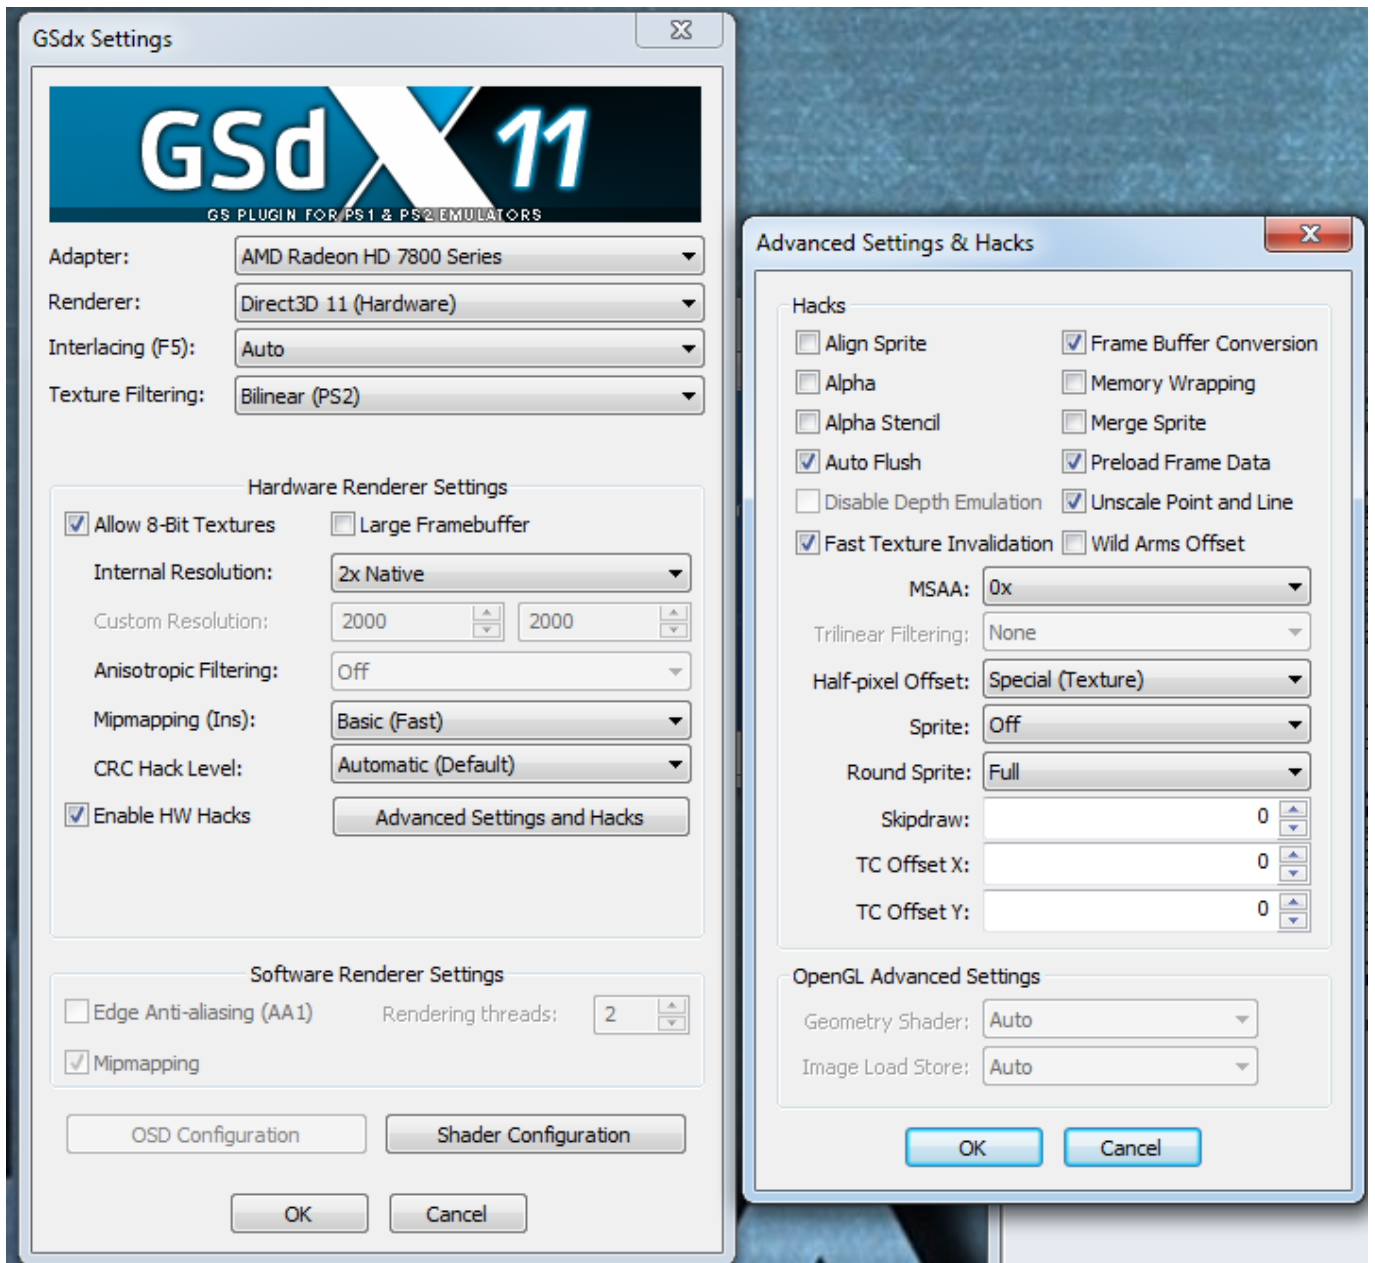 GSdx Settings
GSdX 11
GS PLUGIN FOR PS1 & PS2 EMULATORS
Adapter: AMD Radeon HD 7800 Series
Renderer: Direct3D 11 (Hardware)
Interlacing (F5): Auto
Texture Filtering: Bilinear (PS2)
Hardware Renderer Settings
Allow 8-Bit Textures Large Framebuffer
Internal Resolution: 2x Native
Custom Resolution: 2000 2000
Anisotropic Filtering: Off
Mipmapping (Ins): Basic (Fast)
CRC Hack Level: Automatic (Default)
Enable HW Hacks Advanced Settings and Hacks
Software Renderer Settings
Edge Anti-aliasing (AA1) Rendering threads: 2
Mipmapping
OSD Configuration Shader Configuration
OK Cancel
Advanced Settings & Hacks
Hacks
Align Sprite Frame Buffer Conversion
Alpha Memory Wrapping
Alpha Stencil Merge Sprite
Auto Flush Preload Frame Data
Disable Depth Emulation Unscale Point and Line
Fast Texture Invalidation Wild Arms Offset
MSAA: 0x
Trilinear Filtering: None
Half-pixel Offset: Special (Texture)
Sprite: Off
Round Sprite: Full
Skipdraw: 0
TC Offset X: 0
TC Offset Y: 0
OpenGL Advanced Settings
Geometry Shader: Auto
Image Load Store: Auto
OK Cancel